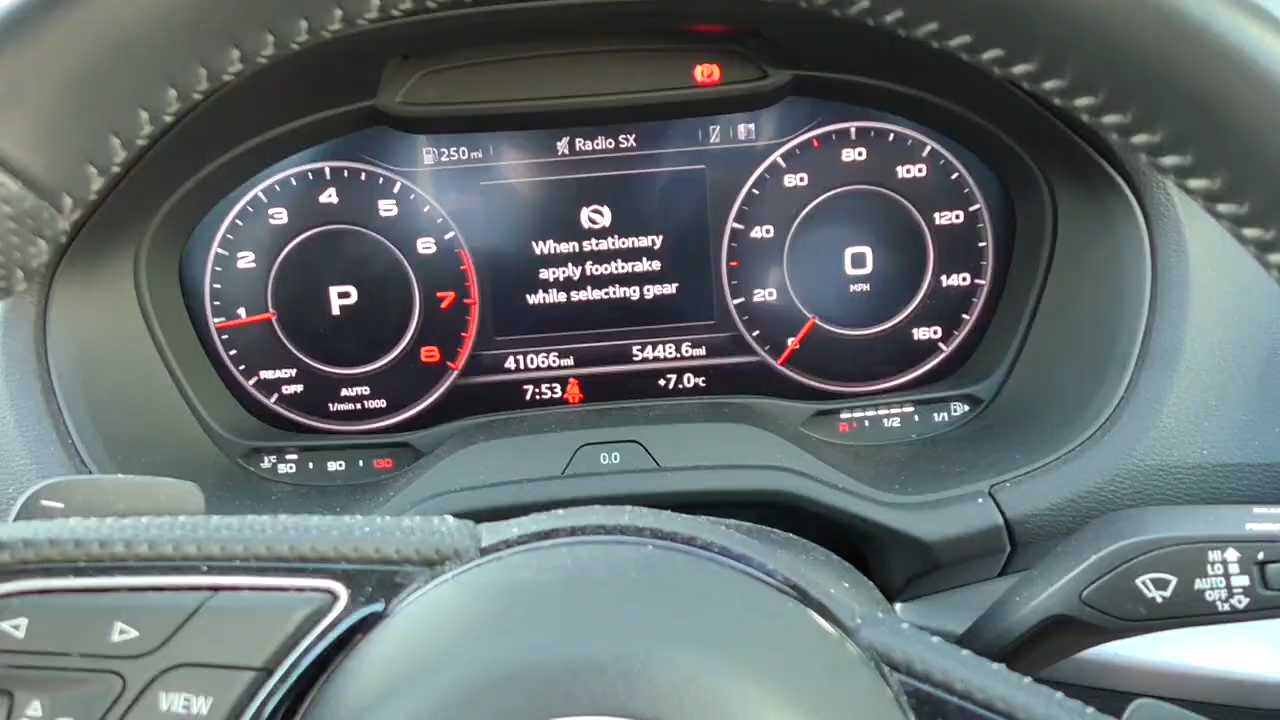 P
250 mi
Radio SX
1
2
3
4
5
6
7
8
P
READY
OFF
AUTO
1/min x 1000
When stationary
apply footbrake
while selecting gear
41066mi
5448.6mi
7:53
+7.0°C
20
40
60
80
100
120
140
160
0
MPH
°C
50
90
130
0.0
R
1/2
1/1
HI
LO
AUTO
OFF
1x
VIEW